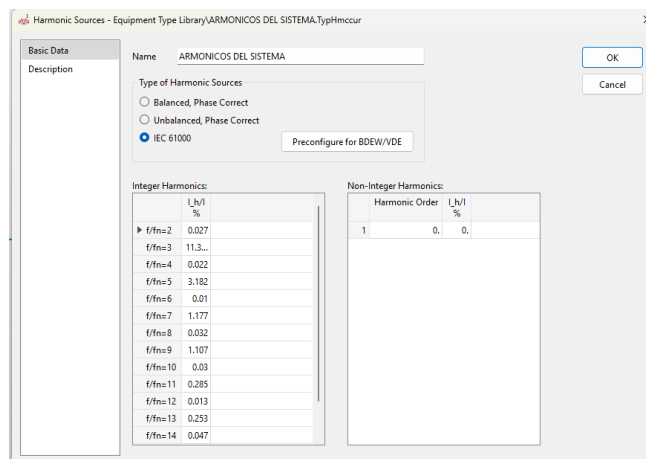 Harmonic Sources - Equipment Type Library\ARMONICOS DEL SISTEMA.TypHmccur
Basic Data
Description
Name ARMONICOS DEL SISTEMA
OK
Cancel
Type of Harmonic Sources
Balanced, Phase Correct
Unbalanced, Phase Correct
IEC 61000
Preconfigure for BDEW/VDE
Integer Harmonics:
I_h/I
%
f/fn=2 0.027
f/fn=3 11.3...
f/fn=4 0.022
f/fn=5 3.182
f/fn=6 0.01
f/fn=7 1.177
f/fn=8 0.032
f/fn=9 1.107
f/fn=10 0.03
f/fn=11 0.285
f/fn=12 0.013
f/fn=13 0.253
f/fn=14 0.047
Non-Integer Harmonics:
Harmonic Order I_h/I
%
1 0. 0.